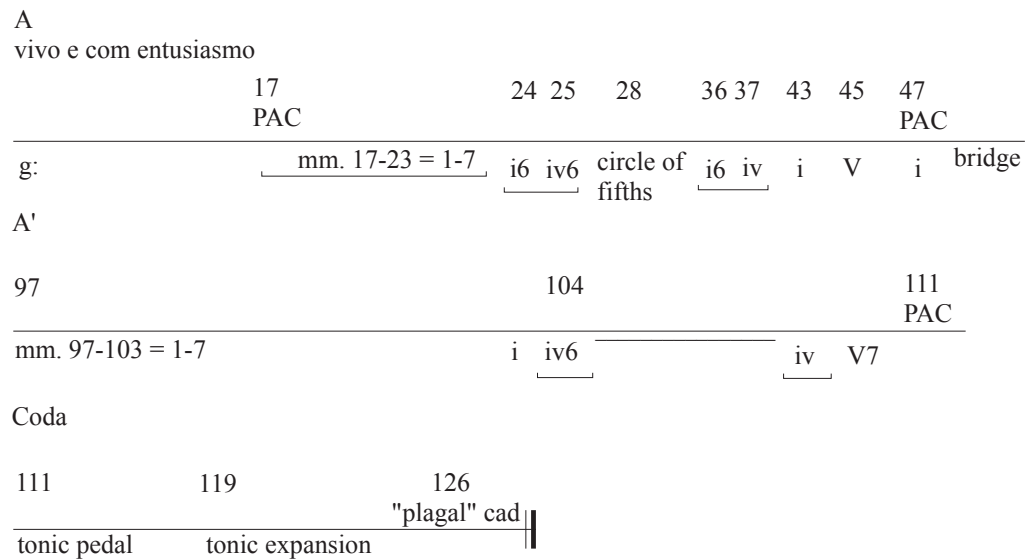 A
vivo e com entusiasmo
17 24 25 28 36 37 43 45 47
PAC PAC
g: mm. 17-23 = 1-7 i6 iv6 circle of i6 iv i V i bridge
fifths
A'
97 104 111
PAC
mm. 97-103 = 1-7 i iv6 iv V7
Coda
111 119 126
"plagal" cad
tonic pedal tonic expansion